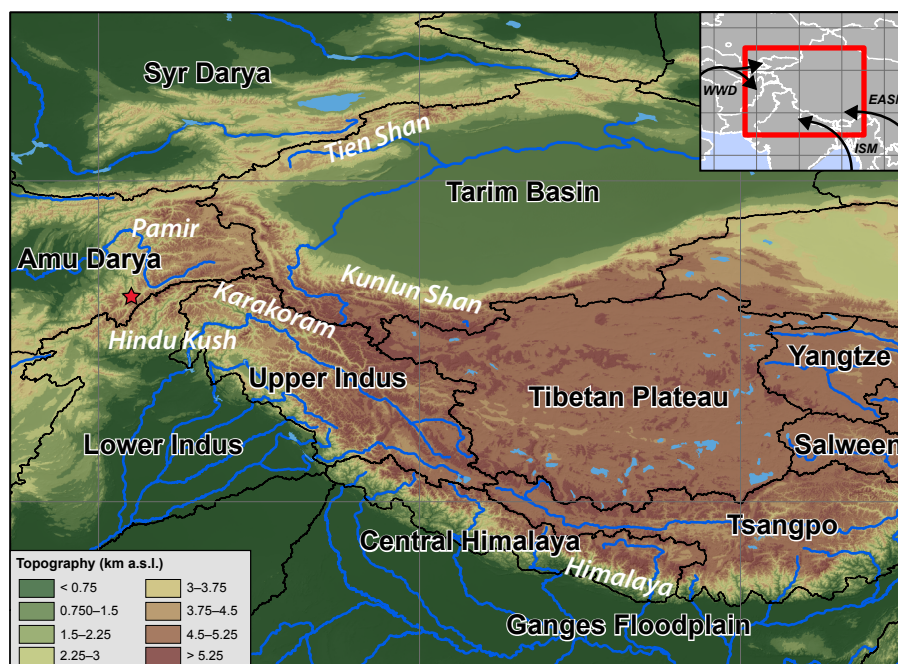 Syr Darya
WWD
EASM
ISM
Tien Shan
Tarim Basin
Pamir
Amu Darya
Kunlun Shan
Karakoram
Hindu Kush
Upper Indus
Yangtze
Tibetan Plateau
Lower Indus
Salween
Tsangpo
Central Himalaya
Himalaya
Ganges Floodplain
Topography (km a.s.l.)
< 0.75 3–3.75
0.750–1.5 3.75–4.5
1.5–2.25 4.5–5.25
2.25–3 > 5.25